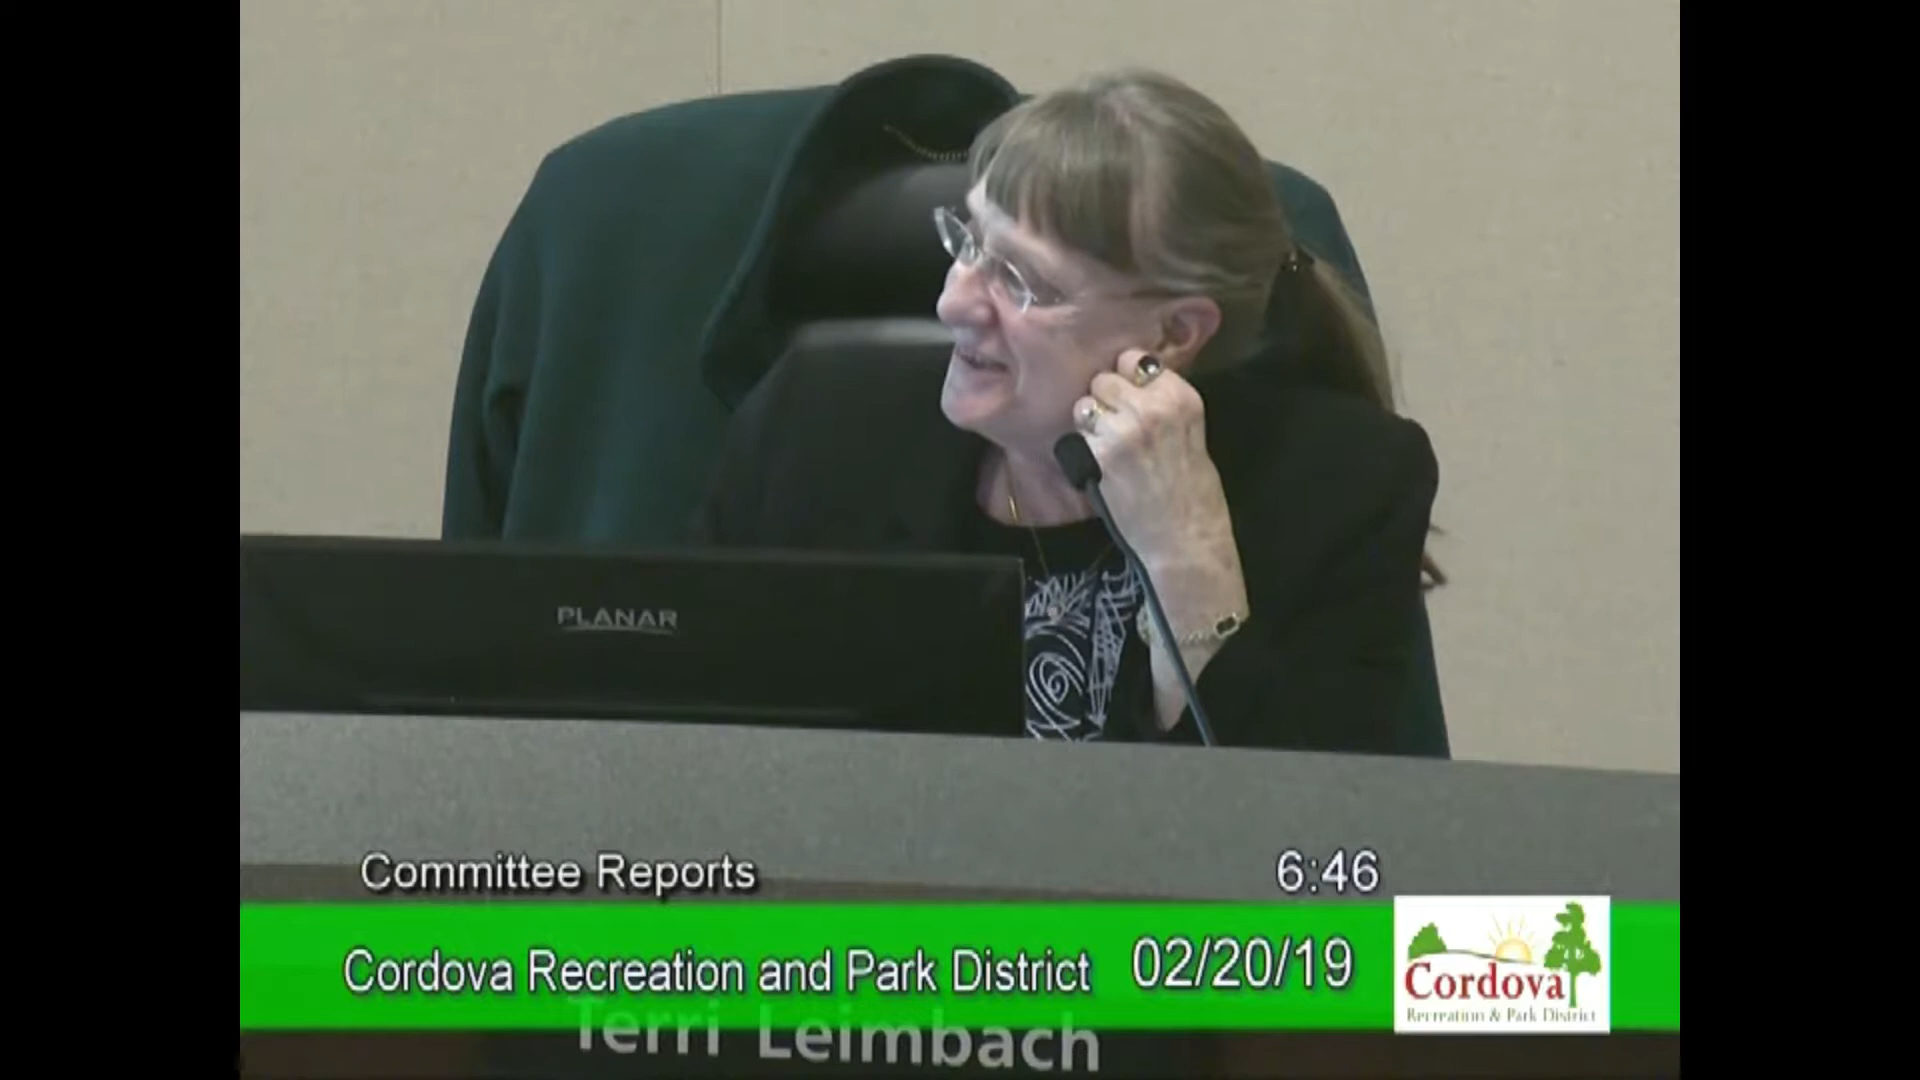 PLANAR
Committee Reports
6:46
Cordova Recreation and Park District
02/20/19
Cordova
Recreation & Park District
Terri Leimbach